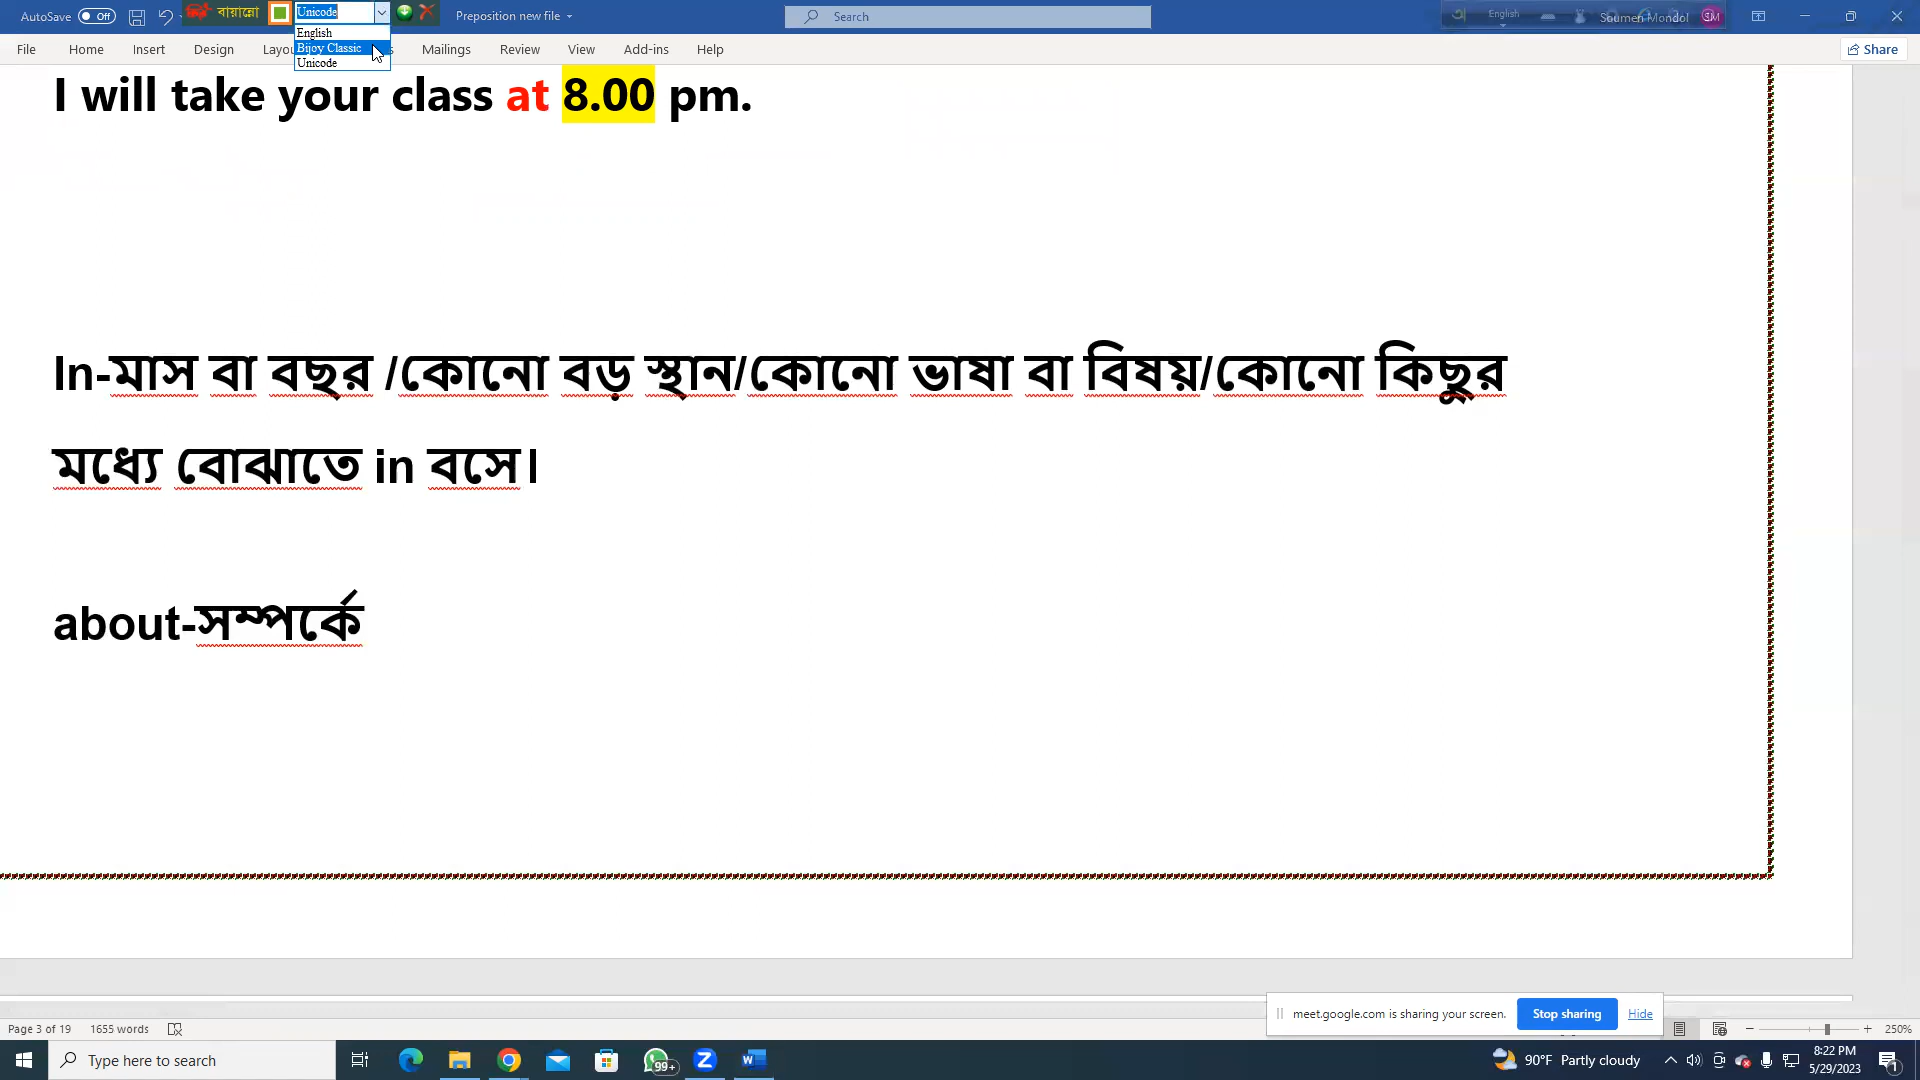 AutoSave Off বায়ান্নো Unicode Preposition new file Search English Soumen Mondol SM
English
Bijoy Classic
Unicode
File Home Insert Design Mailings Review View Add-ins Help Share
I will take your class at 8.00 pm.
In-মাস বা বছর /কোনো বড় স্থান/কোনো ভাষা বা বিষয়/কোনো কিছুর
মধ্যে বোঝাতে in বসে।
about-সম্পর্কে
meet.google.com is sharing your screen. Stop sharing Hide
Page 3 of 19 1655 words 250%
Type here to search 99+ 90°F Partly cloudy 8:22 PM
5/29/2023 1